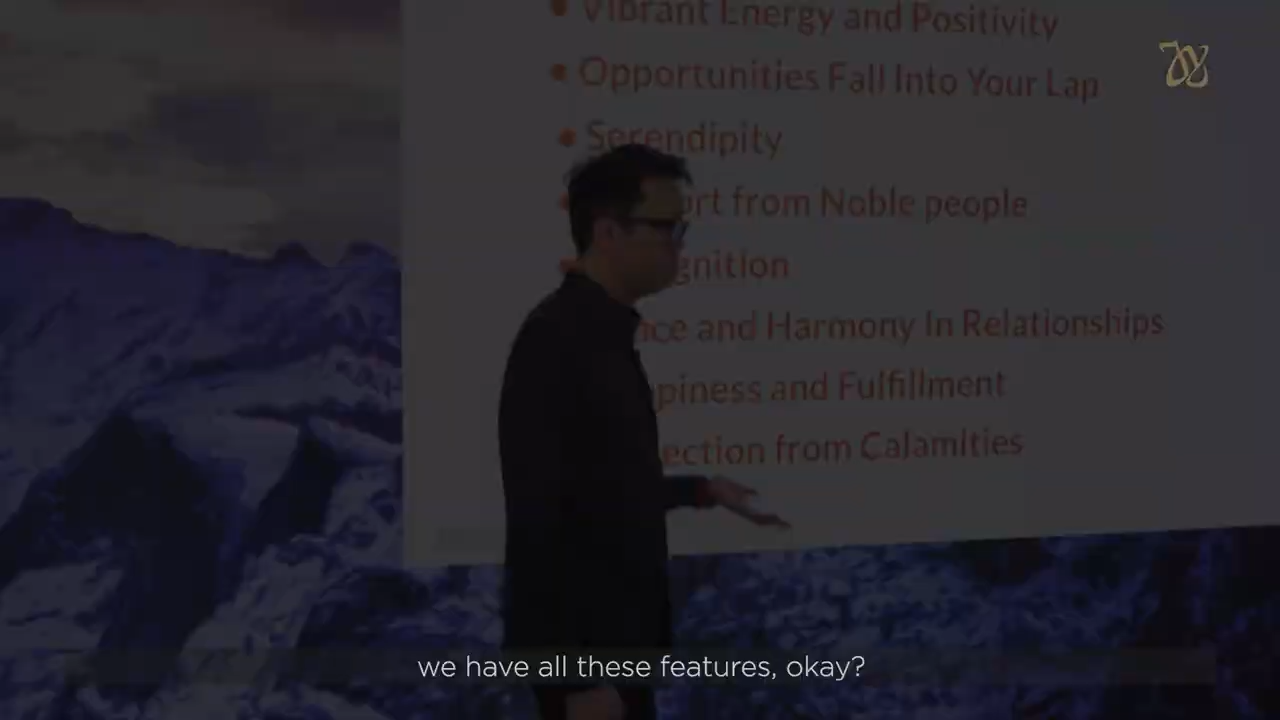 Vibrant Energy and Positivity
Opportunities Fall Into Your Lap
Serendipity
from Noble people
and Harmony In Relationships
and Fulfillment
from Calamities
we have all these features, okay?